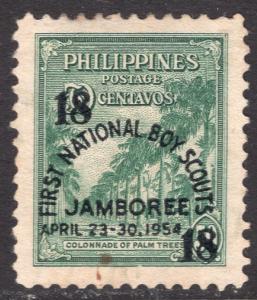 PHILIPPINES
POSTAGE
CENTAVOS
18
FIRST NATIONAL BOY SCOUTS
JAMBOREE
APRIL 23-30, 1954
18
COLONNADE OF PALM TREES